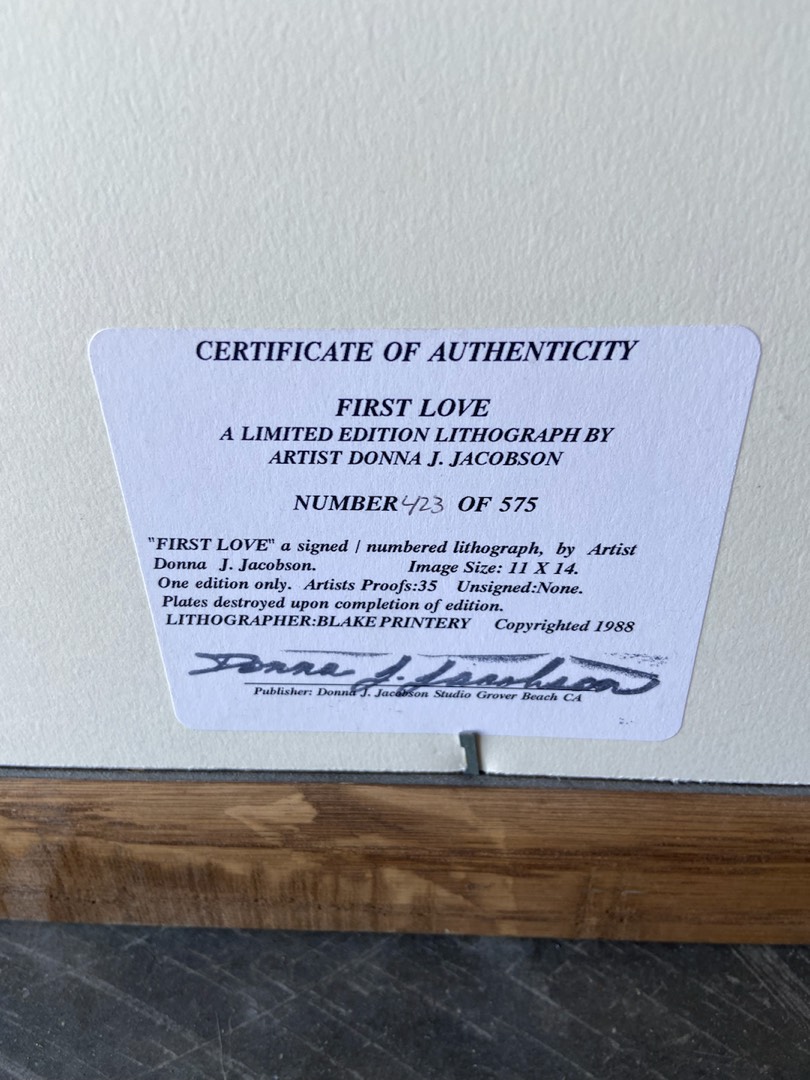 CERTIFICATE OF AUTHENTICITY
FIRST LOVE
A LIMITED EDITION LITHOGRAPH BY
ARTIST DONNA J. JACOBSON
NUMBER 423 OF 575
"FIRST LOVE" a signed / numbered lithograph, by Artist
Donna J. Jacobson. Image Size: 11 X 14.
One edition only. Artists Proofs:35 Unsigned:None.
Plates destroyed upon completion of edition.
LITHOGRAPHER:BLAKE PRINTERY Copyrighted 1988
Donna J. Jacobson
Publisher: Donna J. Jacobson Studio Grover Beach CA